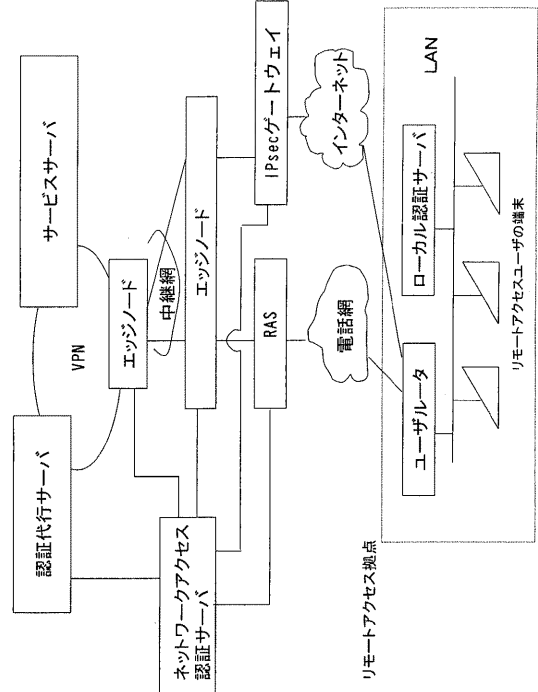 認証代行サーバ
サービスサーバ
VPN
エッジノード
中継網
ネットワークアクセス
認証サーバ
エッジノード
RAS
IPsecゲートウェイ
電話網
インターネット
リモートアクセス拠点
ユーザルータ
ローカル認証サーバ
LAN
リモートアクセスユーザの端末